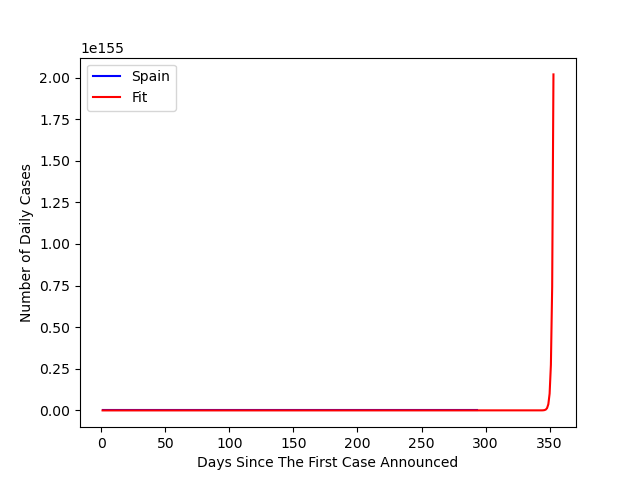 1e155
2.00
1.75
1.50
1.25
1.00
0.75
0.50
0.25
0.00
Number of Daily Cases
Spain
Fit
0 50 100 150 200 250 300 350
Days Since The First Case Announced